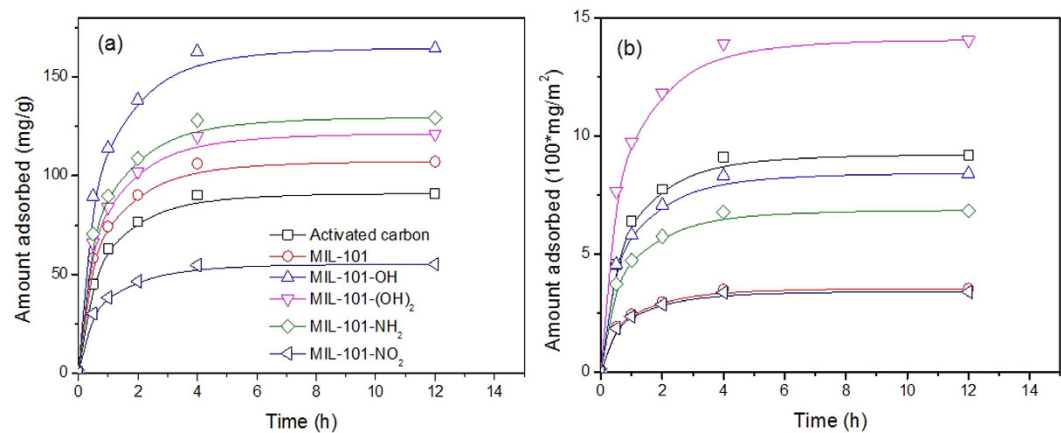 (a)
Amount adsorbed (mg/g)
150
100
50
0
Activated carbon
MIL-101
MIL-101-OH
MIL-101-(OH)₂
MIL-101-NH₂
MIL-101-NO₂
0 2 4 6 8 10 12 14
Time (h)
(b)
Amount adsorbed (100*mg/m²)
15
10
5
0
0 2 4 6 8 10 12 14
Time (h)